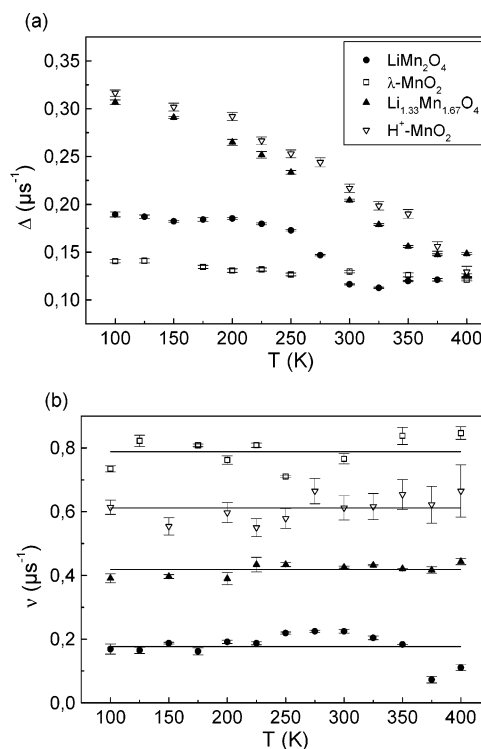 (a)
0,35
0,30
0,25
0,20
0,15
0,10
Δ (μs⁻¹)
LiMn₂O₄
λ-MnO₂
Li₁.₃₃Mn₁.₆₇O₄
H⁺-MnO₂
100 150 200 250 300 350 400
T (K)
(b)
0,8
0,6
0,4
0,2
0,0
ν (μs⁻¹)
100 150 200 250 300 350 400
T (K)